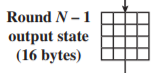 Round N – 1
output state
(16 bytes)